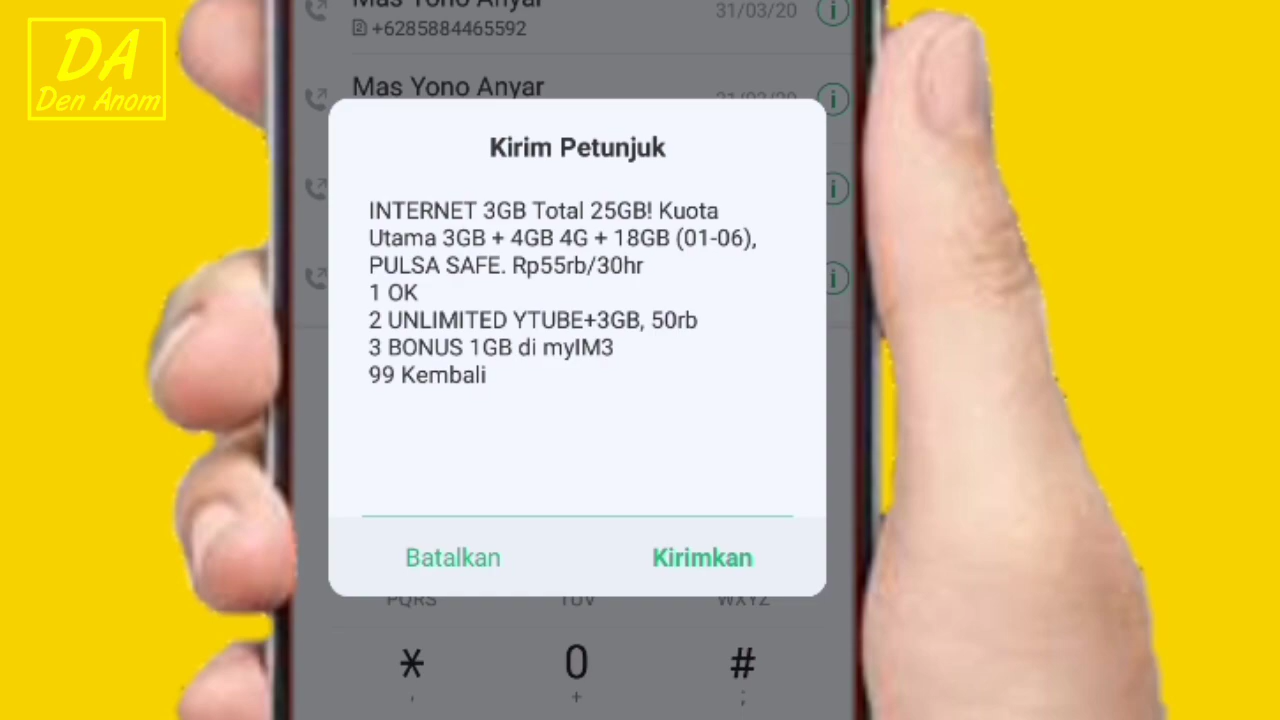 DA
Den Anom
Mas Yono Anyar
31/03/20
+6285884465592
Mas Yono Anyar
31/03/20
Kirim Petunjuk
INTERNET 3GB Total 25GB! Kuota
Utama 3GB + 4GB 4G + 18GB (01-06),
PULSA SAFE. Rp55rb/30hr
1 OK
2 UNLIMITED YTUBE+3GB, 50rb
3 BONUS 1GB di myIM3
99 Kembali
Batalkan Kirimkan
PQRS TUV WXYZ
* 0 #
, + ;